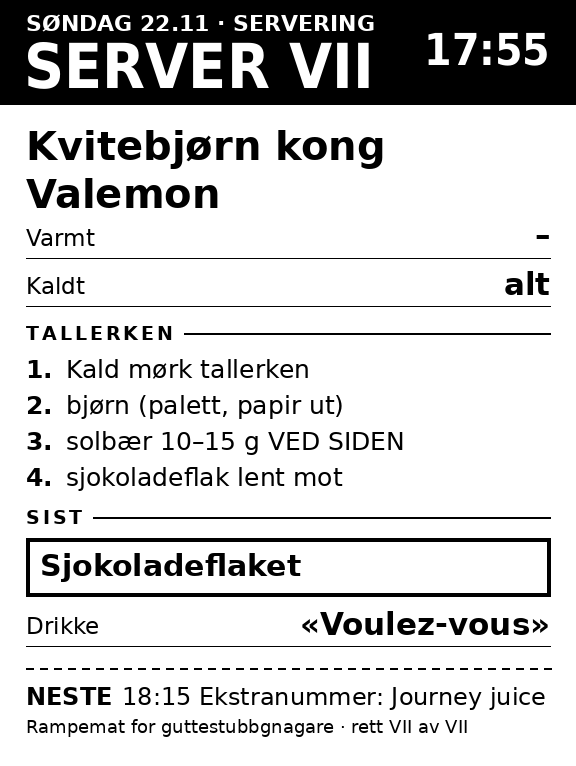 SØNDAG 22.11 · SERVERING
SERVER VII
17:55
Kvitebjørn kong
Valemon
Varmt –
Kaldt alt
TALLERKEN
1. Kald mørk tallerken
2. bjørn (palett, papir ut)
3. solbær 10–15 g VED SIDEN
4. sjokoladeflak lent mot
SIST
Sjokoladeflaket
Drikke «Voulez-vous»
NESTE 18:15 Ekstranummer: Journey juice
Rampemat for guttestubbgnagare · rett VII av VII